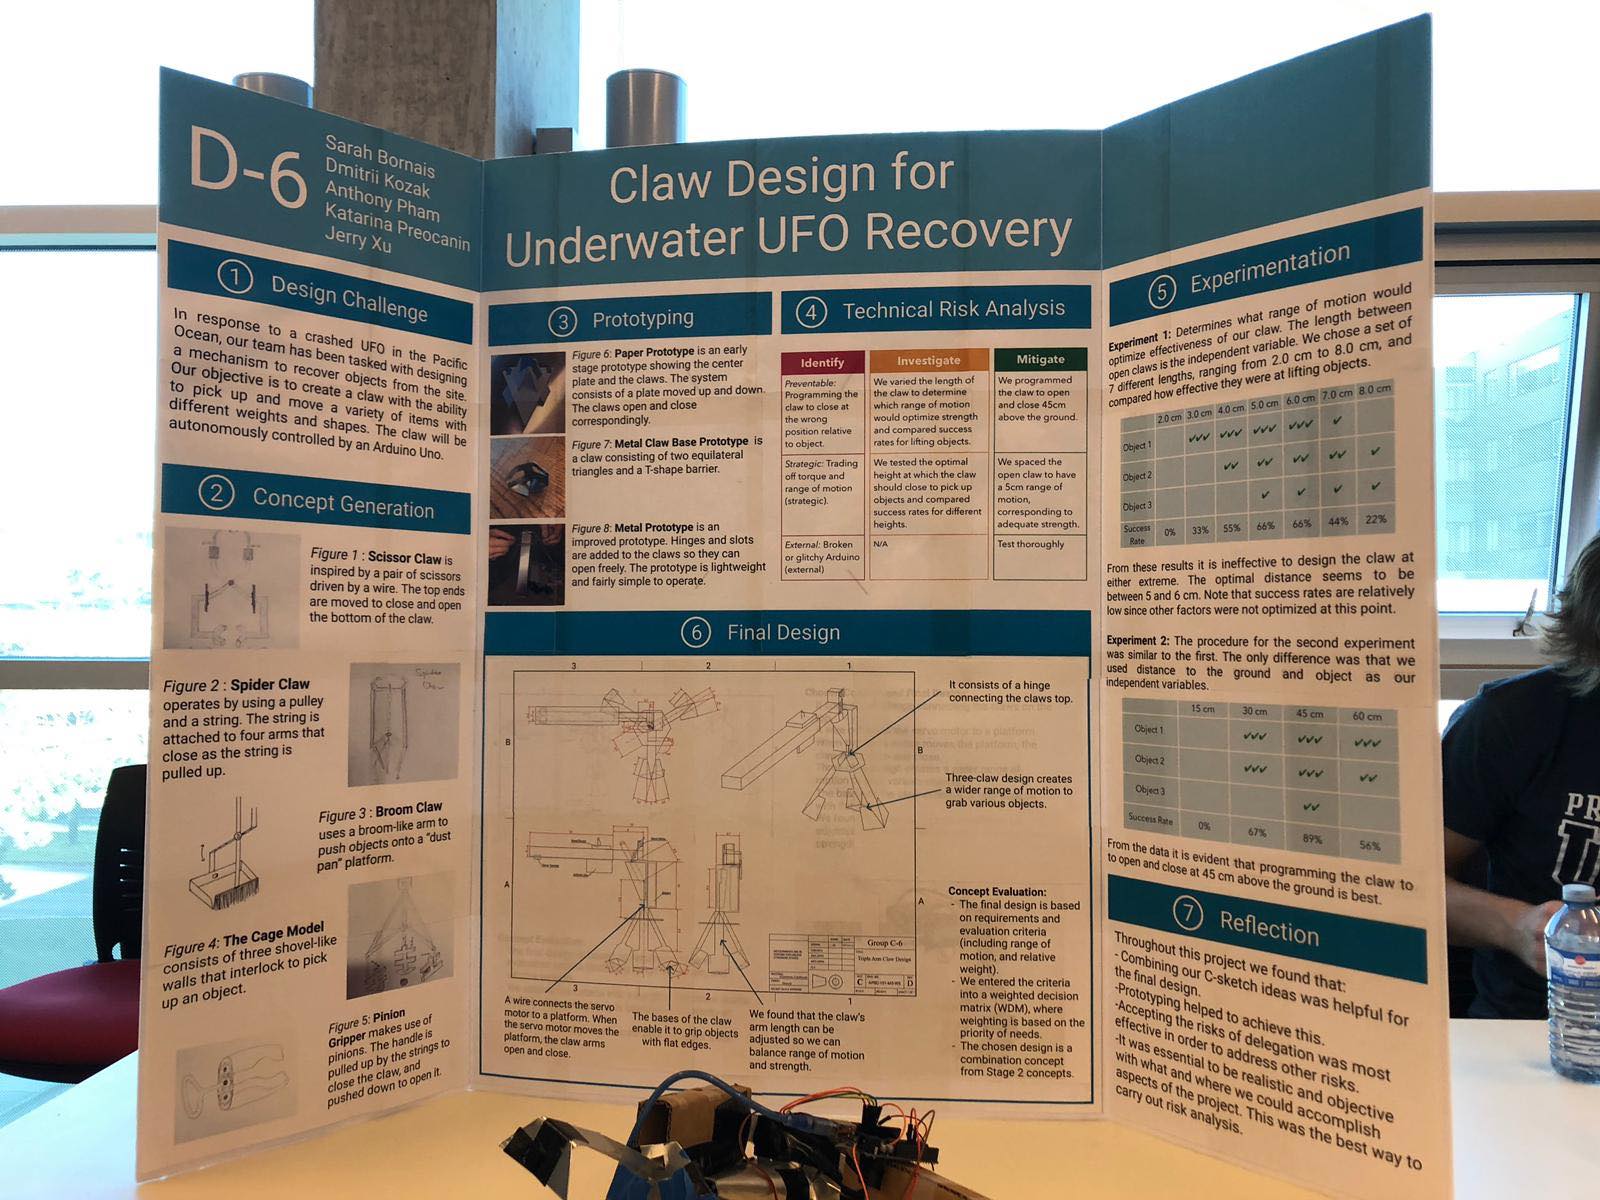 D-6
Sarah Bornais
Dmitrii Kozak
Anthony Pham
Katarina Preocanin
Jerry Xu
Claw Design for
Underwater UFO Recovery
1 Design Challenge
In response to a crashed UFO in the Pacific
Ocean, our team has been tasked with designing
a mechanism to recover objects from the site.
Our objective is to create a claw with the ability
to pick up and move a variety of items with
different weights and shapes. The claw will be
autonomously controlled by an Arduino Uno.
2 Concept Generation
Figure 1 : Scissor Claw is
inspired by a pair of scissors
driven by a wire. The top ends
are moved to close and open
the bottom of the claw.
Figure 2 : Spider Claw
operates by using a pulley
and a string. The string is
attached to four arms that
close as the string is
pulled up.
Spider
Figure 3 : Broom Claw
uses a broom-like arm to
push objects onto a "dust
pan" platform.
Figure 4: The Cage Model
consists of three shovel-like
walls that interlock to pick
up an object.
Figure 5: Pinion
Gripper makes use of
pinions. The handle is
pulled up by the strings to
close the claw, and
pushed down to open it.
3 Prototyping
Figure 6: Paper Prototype is an early
stage prototype showing the center
plate and the claws. The system
consists of a plate moved up and down.
The claws open and close
correspondingly.
Figure 7: Metal Claw Base Prototype is
a claw consisting of two equilateral
triangles and a T-shape barrier.
Figure 8: Metal Prototype is an
improved prototype. Hinges and slots
are added to the claws so they can
open freely. The prototype is lightweight
and fairly simple to operate.
4 Technical Risk Analysis
Identify Investigate Mitigate
Preventable:
Programming the
claw to close at
the wrong
position relative
to object.
We varied the length of
the claw to determine
which range of motion
would optimize strength
and compared success
rates for lifting objects.
We programmed
the claw to open
and close 45cm
above the ground.
Strategic: Trading
off torque and
range of motion
(strategic).
We tested the optimal
height at which the claw
should close to pick up
objects and compared
success rates for different
heights.
We spaced the
open claw to have
a 5cm range of
motion,
corresponding to
adequate strength.
External: Broken
or glitchy Arduino
(external)
N/A
Test thoroughly
6 Final Design
3 2 1
B B
A A
It consists of a hinge
connecting the claws top.
Three-claw design creates
a wider range of motion to
grab various objects.
Group C-6
Triple Arm Claw Design
C
D
3 2 1
A wire connects the servo
motor to a platform. When
the servo motor moves the
platform, the claw arms
open and close.
The bases of the claw
enable it to grip objects
with flat edges.
We found that the claw's
arm length can be
adjusted so we can
balance range of motion
and strength.
Concept Evaluation:
- The final design is based
on requirements and
evaluation criteria
(including range of
motion, and relative
weight).
- We entered the criteria
into a weighted decision
matrix (WDM), where
weighting is based on the
priority of needs.
- The chosen design is a
combination concept
from Stage 2 concepts.
5 Experimentation
Experiment 1: Determines what range of motion would
optimize effectiveness of our claw. The length between
open claws is the independent variable. We chose a set of
7 different lengths, ranging from 2.0 cm to 8.0 cm, and
compared how effective they were at lifting objects.
2.0 cm 3.0 cm 4.0 cm 5.0 cm 6.0 cm 7.0 cm 8.0 cm
Object 1 ✓✓✓ ✓✓✓ ✓✓✓ ✓✓✓ ✓
Object 2 ✓✓ ✓✓ ✓✓ ✓✓ ✓
Object 3 ✓ ✓ ✓ ✓
Success Rate 0% 33% 55% 66% 66% 44% 22%
From these results it is ineffective to design the claw at
either extreme. The optimal distance seems to be
between 5 and 6 cm. Note that success rates are relatively
low since other factors were not optimized at this point.
Experiment 2: The procedure for the second experiment
was similar to the first. The only difference was that we
used distance to the ground and object as our
independent variables.
15 cm 30 cm 45 cm 60 cm
Object 1 ✓✓✓ ✓✓✓ ✓✓✓
Object 2 ✓✓✓ ✓✓✓ ✓✓
Object 3 ✓✓
Success Rate 0% 67% 89% 56%
From the data it is evident that programming the claw to
to open and close at 45 cm above the ground is best.
7 Reflection
Throughout this project we found that:
- Combining our C-sketch ideas was helpful for
the final design.
-Prototyping helped to achieve this.
-Accepting the risks of delegation was most
effective in order to address other risks.
-It was essential to be realistic and objective
with what and where we could accomplish
aspects of the project. This was the best way to
carry out risk analysis.
PR